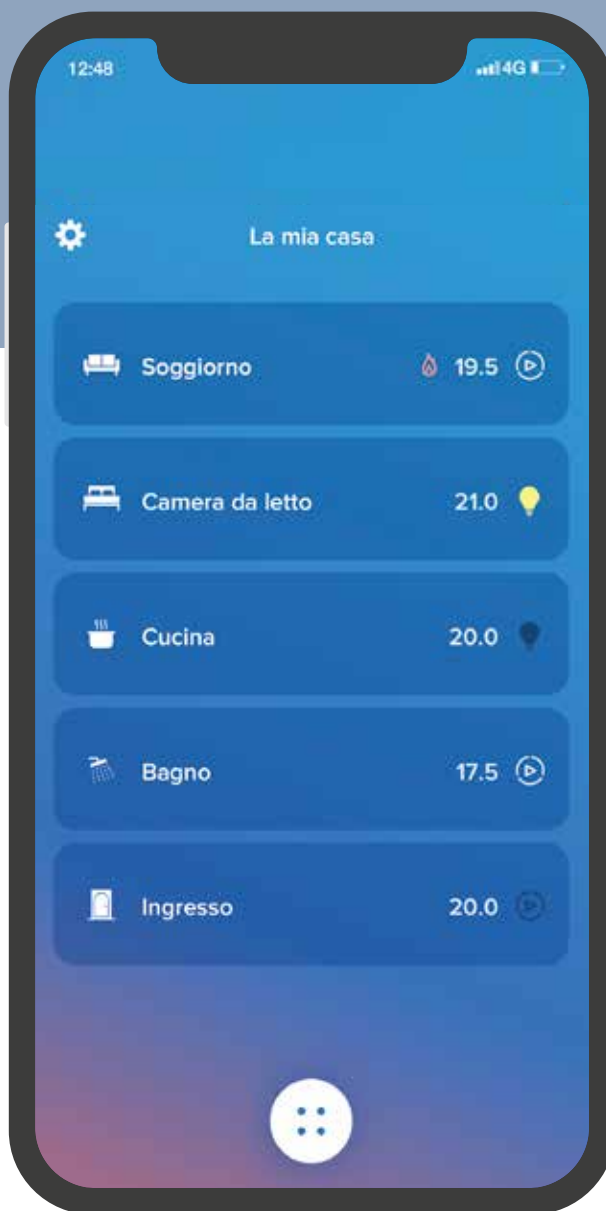 12:48 4G
La mia casa
Soggiorno 19.5
Camera da letto 21.0
Cucina 20.0
Bagno 17.5
Ingresso 20.0